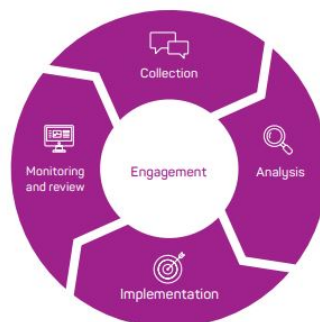 Collection
Analysis
Implementation
Monitoring
and review
Engagement